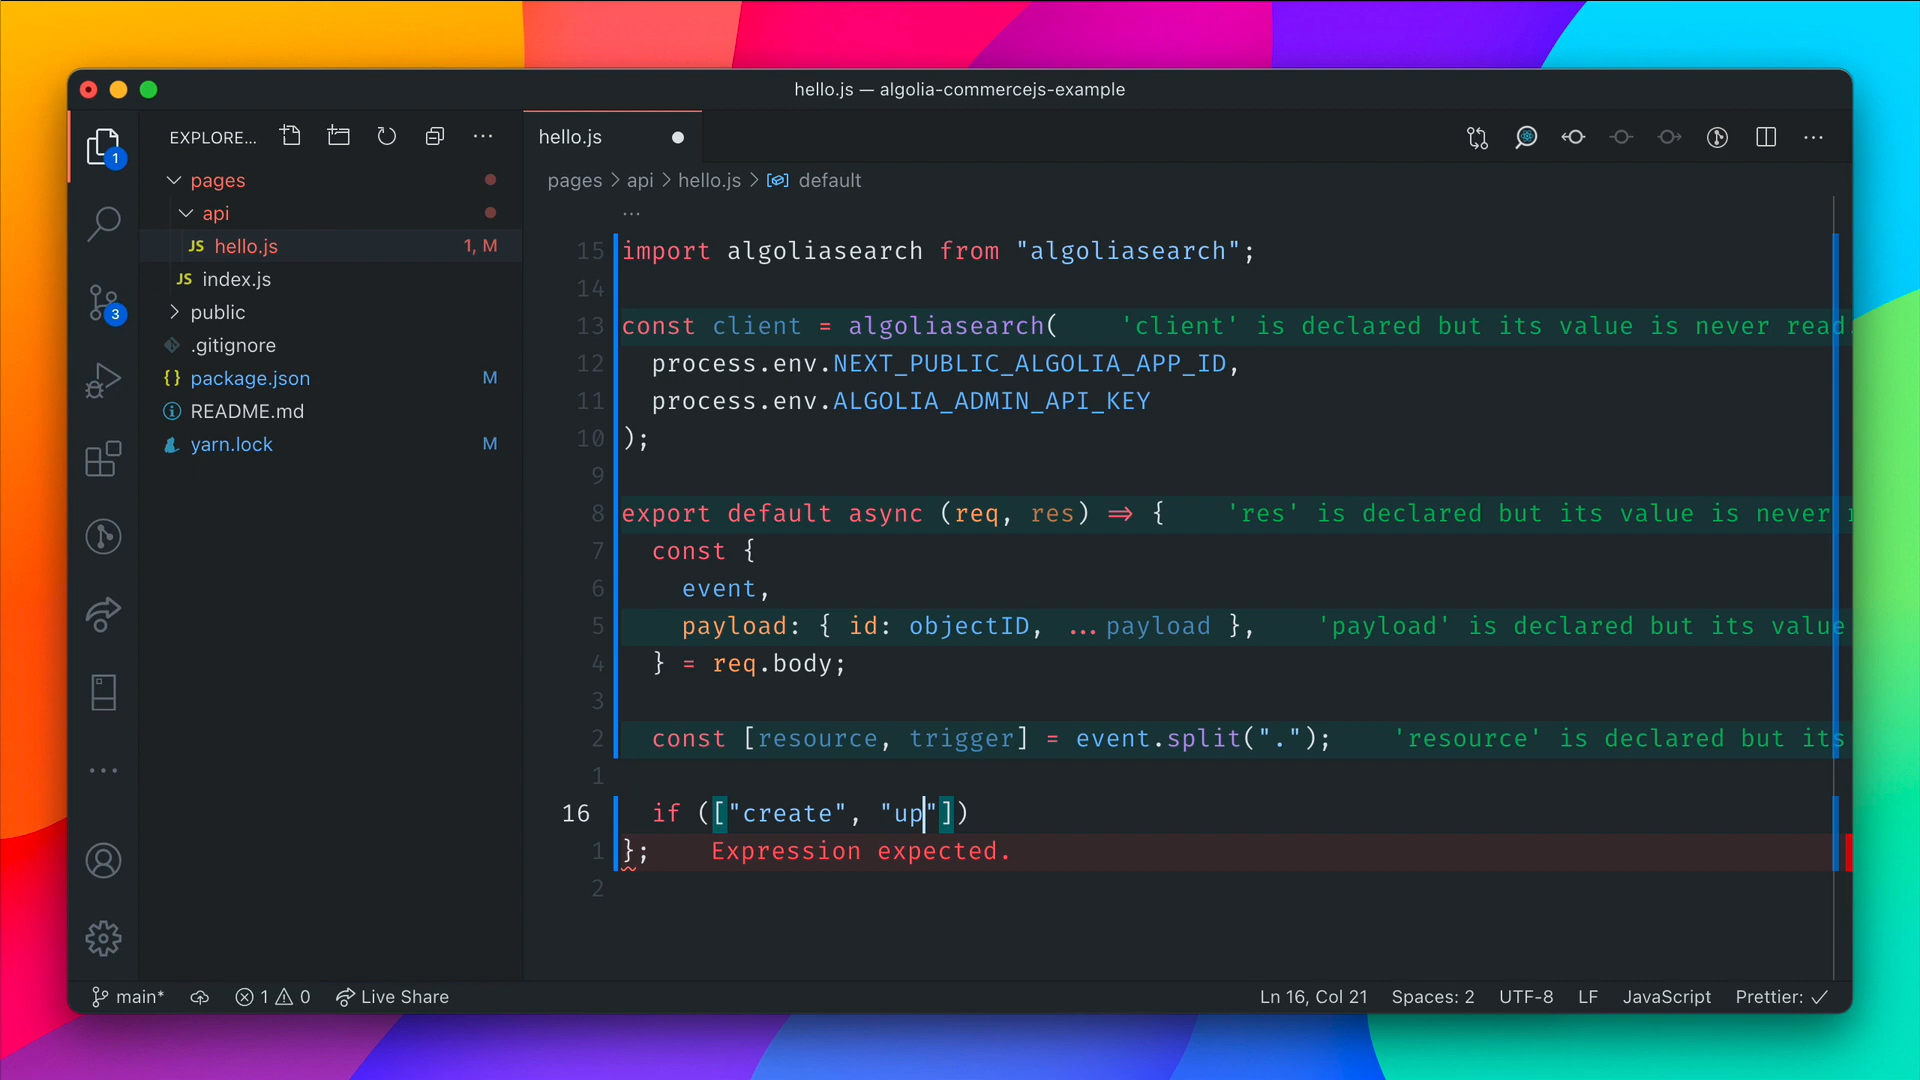 hello.js — algolia-commercejs-example
EXPLORE...
hello.js
pages
api
JS hello.js 1, M
JS index.js
public
.gitignore
{} package.json M
README.md
yarn.lock M
1
3
pages > api > hello.js > default
...
15 import algoliasearch from "algoliasearch";
14
13 const client = algoliasearch( 'client' is declared but its value is never read.
12 process.env.NEXT_PUBLIC_ALGOLIA_APP_ID,
11 process.env.ALGOLIA_ADMIN_API_KEY
10 );
9
8 export default async (req, res) => { 'res' is declared but its value is never
7 const {
6 event,
5 payload: { id: objectID, ...payload }, 'payload' is declared but its value
4 } = req.body;
3
2 const [resource, trigger] = event.split("."); 'resource' is declared but its
1
16 if (["create", "up"])
1 }; Expression expected.
2
main* 1 0 Live Share Ln 16, Col 21 Spaces: 2 UTF-8 LF JavaScript Prettier: ✓